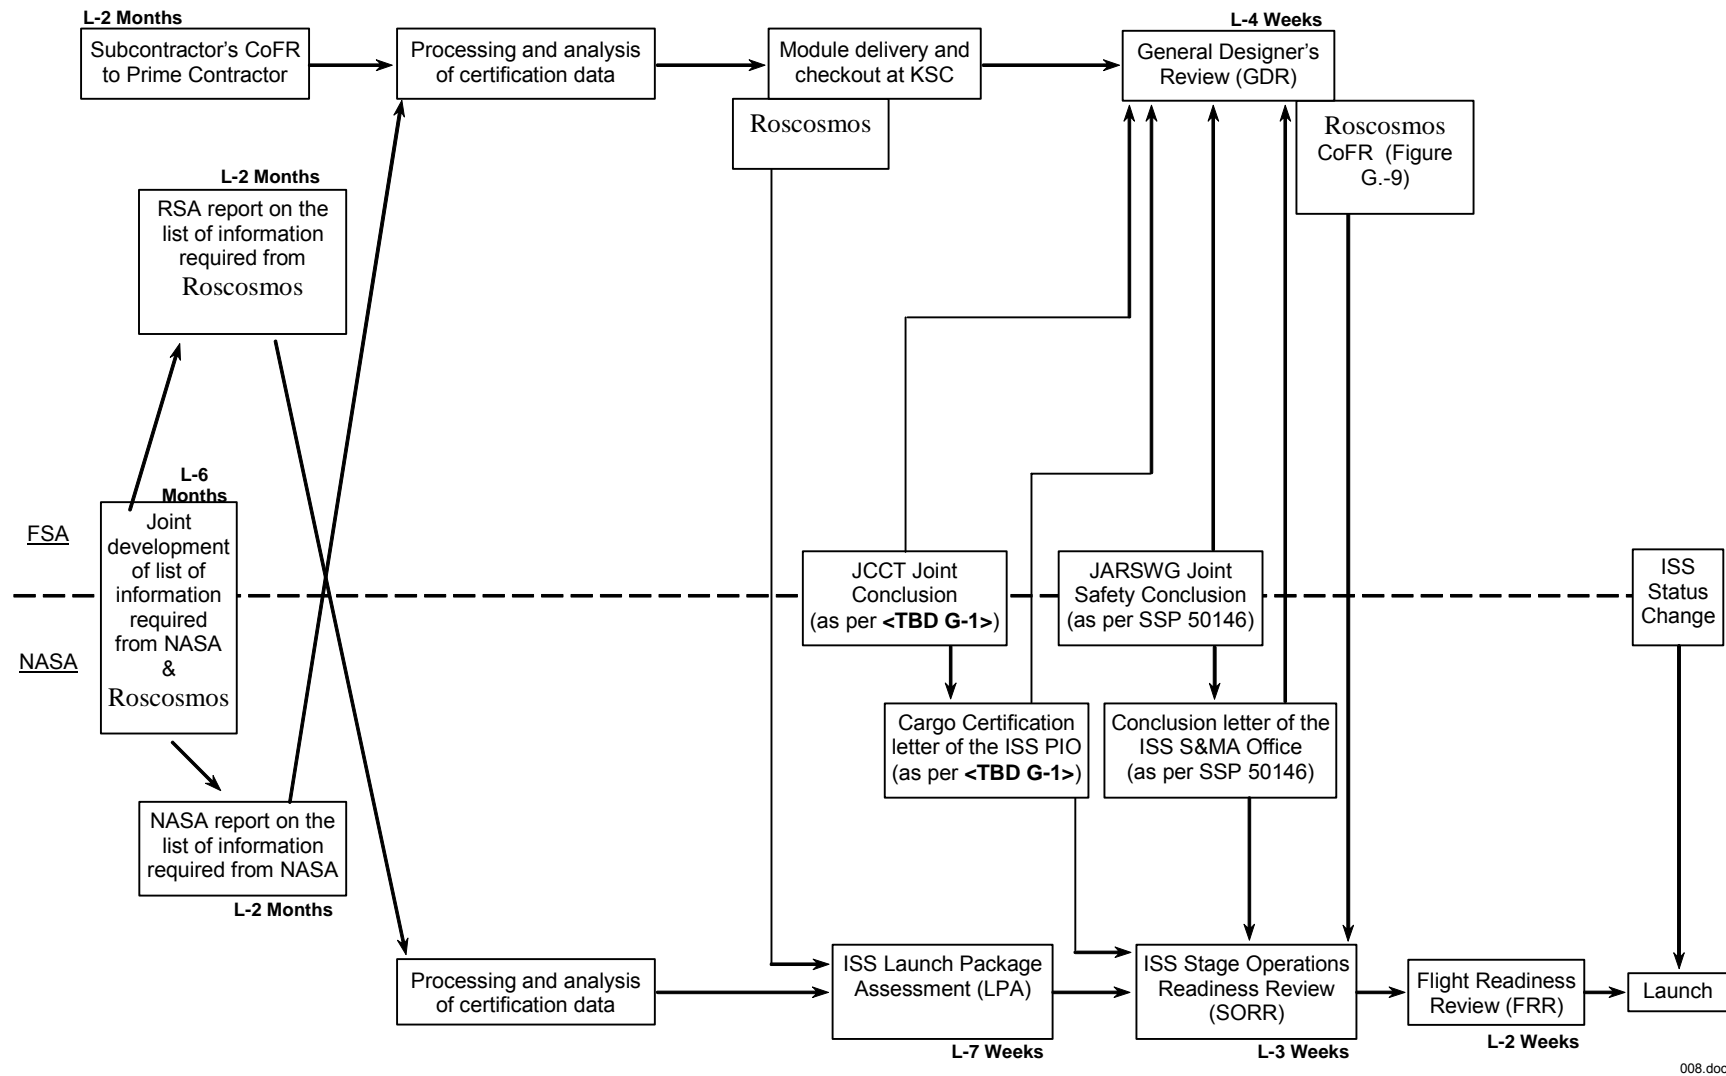 L-2 Months
Subcontractor's CoFR
to Prime Contractor
Processing and analysis
of certification data
Module delivery and
checkout at KSC
Roscosmos
L-4 Weeks
General Designer's
Review (GDR)
Roscosmos
CoFR (Figure
G.-9)
L-2 Months
RSA report on the
list of information
required from
Roscosmos
L-6
Months
FSA
NASA
Joint
development
of list of
information
required
from NASA
&
Roscosmos
JCCT Joint
Conclusion
(as per <TBD G-1>)
JARSWG Joint
Safety Conclusion
(as per SSP 50146)
ISS
Status
Change
Cargo Certification
letter of the ISS PIO
(as per <TBD G-1>)
Conclusion letter of the
ISS S&MA Office
(as per SSP 50146)
NASA report on the
list of information
required from NASA
L-2 Months
Processing and analysis
of certification data
ISS Launch Package
Assessment (LPA)
L-7 Weeks
ISS Stage Operations
Readiness Review
(SORR)
L-3 Weeks
Flight Readiness
Review (FRR)
L-2 Weeks
Launch
008.doc